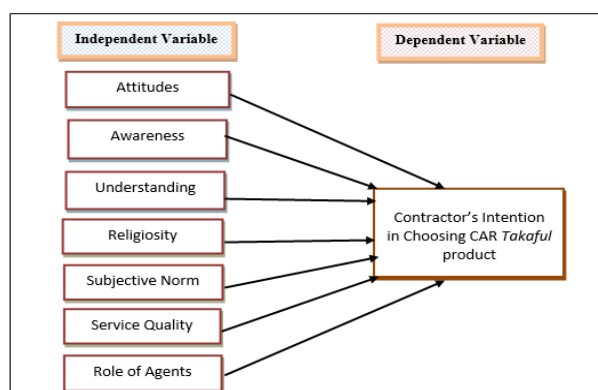 Independent Variable
Dependent Variable
Attitudes
Awareness
Understanding
Religiosity
Subjective Norm
Service Quality
Role of Agents
Contractor's Intention
in Choosing CAR Takaful
product